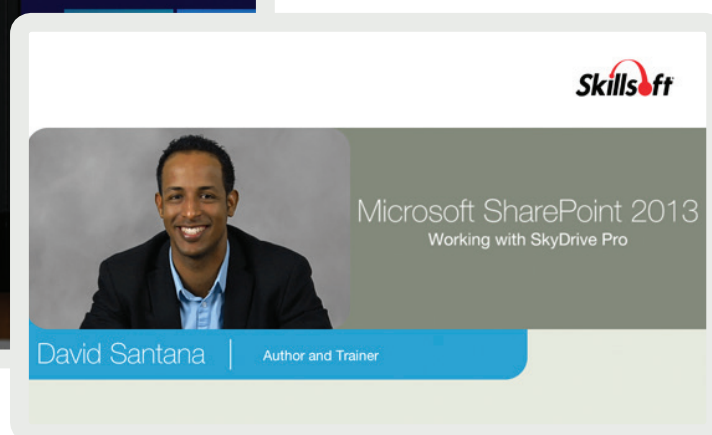 Skillsoft
Microsoft SharePoint 2013
Working with SkyDrive Pro
David Santana
Author and Trainer